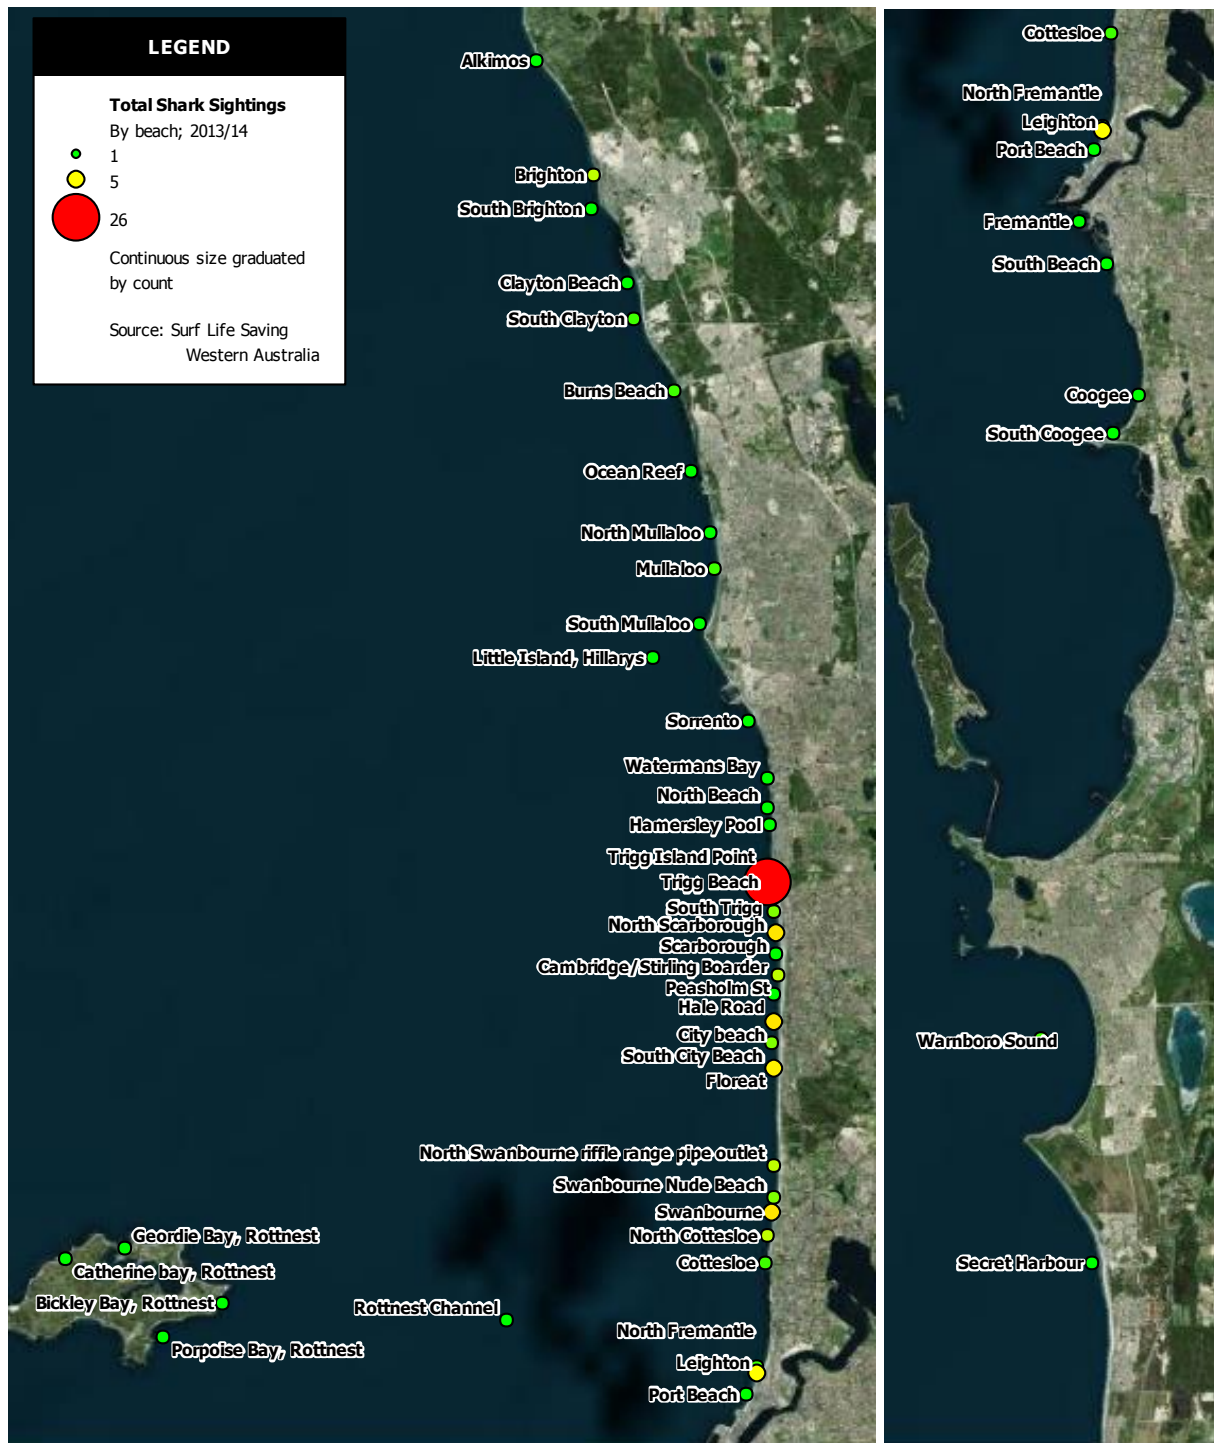 LEGEND
Total Shark Sightings
By beach; 2013/14
1
5
26
Continuous size graduated
by count
Source: Surf Life Saving
Western Australia
Alkimos
Brighton
South Brighton
Clayton Beach
South Clayton
Burns Beach
Ocean Reef
North Mullaloo
Mullaloo
South Mullaloo
Little Island, Hillarys
Sorrento
Watermans Bay
North Beach
Hamersley Pool
Trigg Island Point
Trigg Beach
South Trigg
North Scarborough
Scarborough
Cambridge/Stirling Boarder
Peasholm St
Hale Road
City beach
South City Beach
Floreat
North Swanbourne riffle range pipe outlet
Swanbourne Nude Beach
Swanbourne
North Cottesloe
Cottesloe
Geordie Bay, Rottnest
Catherine bay, Rottnest
Bickley Bay, Rottnest
Porpoise Bay, Rottnest
Rottnest Channel
North Fremantle
Leighton
Port Beach
Cottesloe
North Fremantle
Leighton
Port Beach
Fremantle
South Beach
Coogee
South Coogee
Warnboro Sound
Secret Harbour